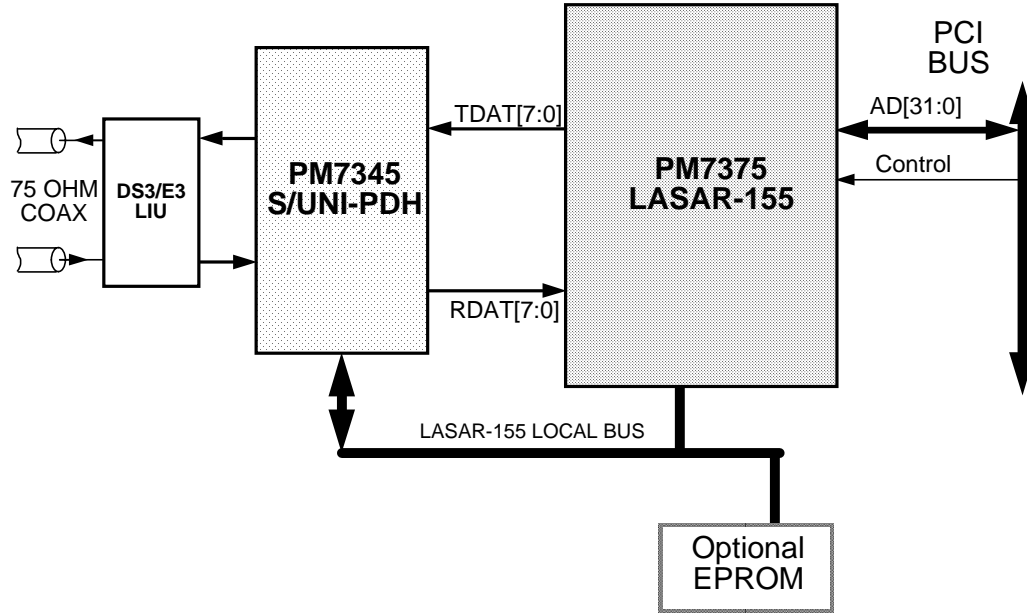 PCI
BUS
TDAT[7:0]
AD[31:0]
PM7345
S/UNI-PDH
PM7375
LASAR-155
Control
75 OHM
COAX
DS3/E3
LIU
RDAT[7:0]
LASAR-155 LOCAL BUS
Optional
EPROM